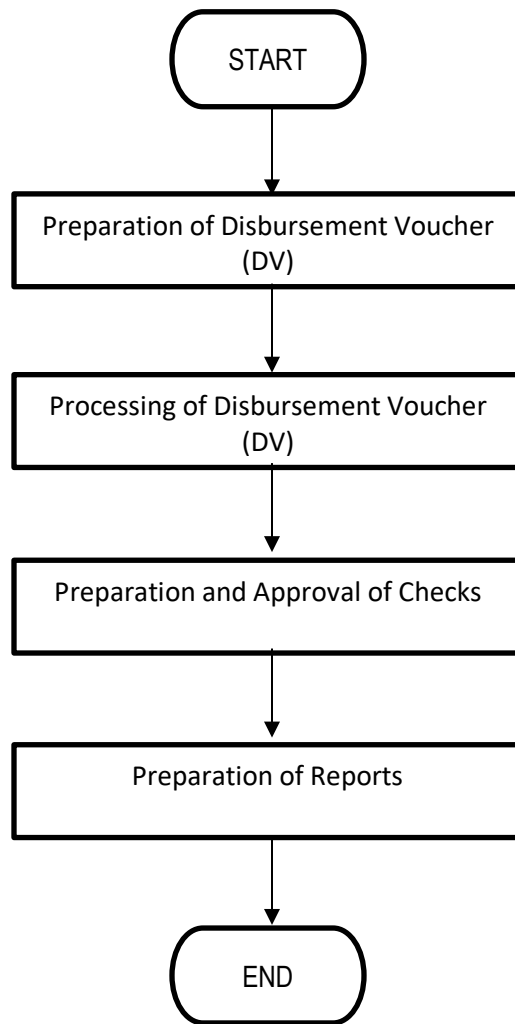 START
Preparation of Disbursement Voucher
(DV)
Processing of Disbursement Voucher
(DV)
Preparation and Approval of Checks
Preparation of Reports
END